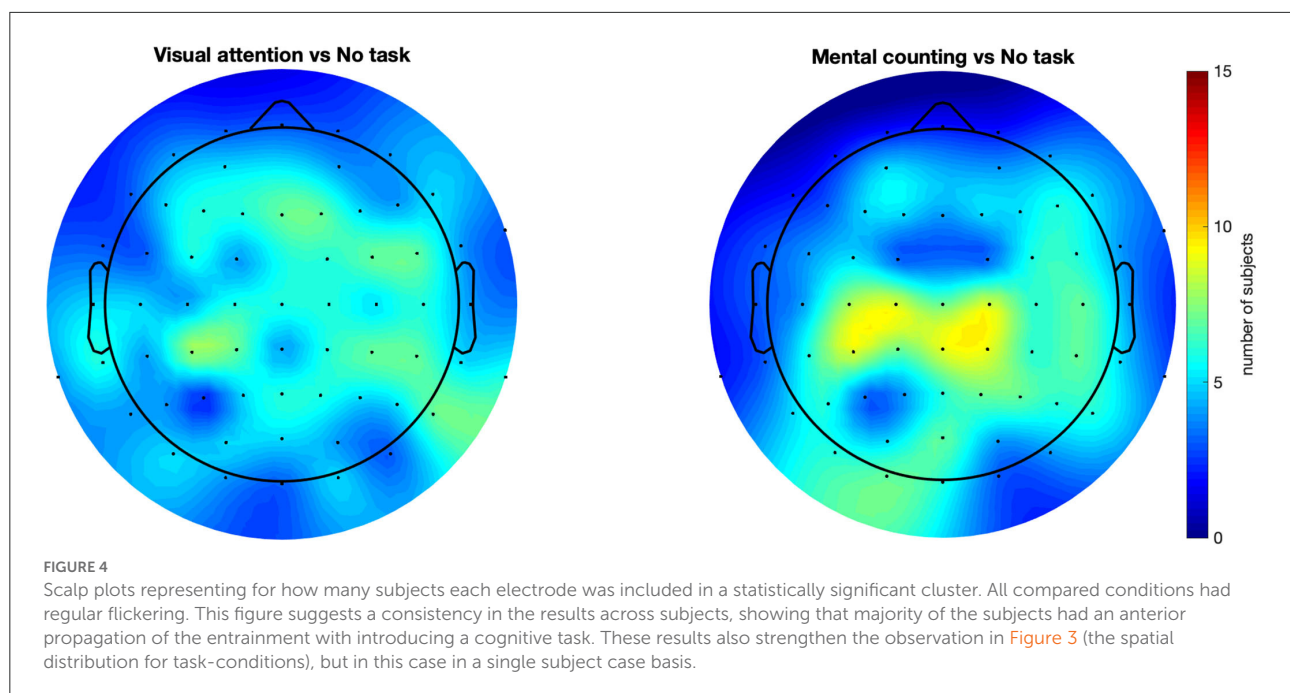 Visual attention vs No task
Mental counting vs No task
15
10
5
0
number of subjects
FIGURE 4
Scalp plots representing for how many subjects each electrode was included in a statistically significant cluster. All compared conditions had
regular flickering. This figure suggests a consistency in the results across subjects, showing that majority of the subjects had an anterior
propagation of the entrainment with introducing a cognitive task. These results also strengthen the observation in Figure 3 (the spatial
distribution for task-conditions), but in this case in a single subject case basis.